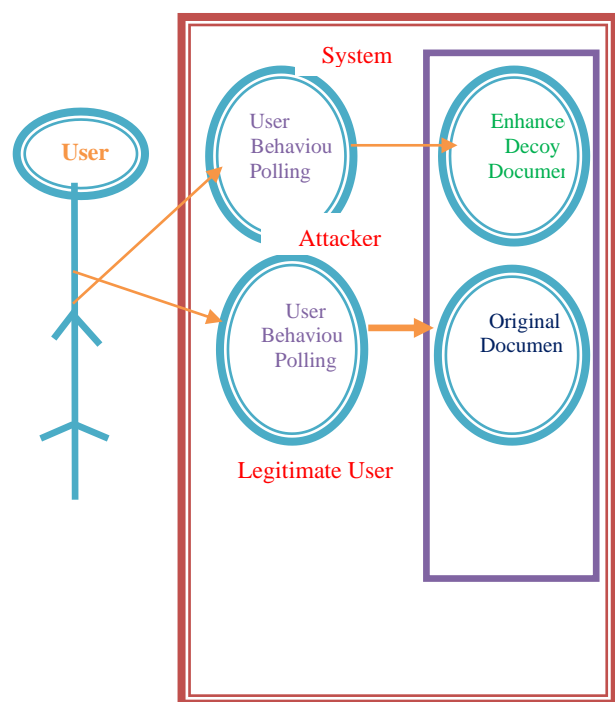 System
User
User
Behaviou
Polling
Enhance
Decoy
Documen
Attacker
User
Behaviou
Polling
Original
Documen
Legitimate User